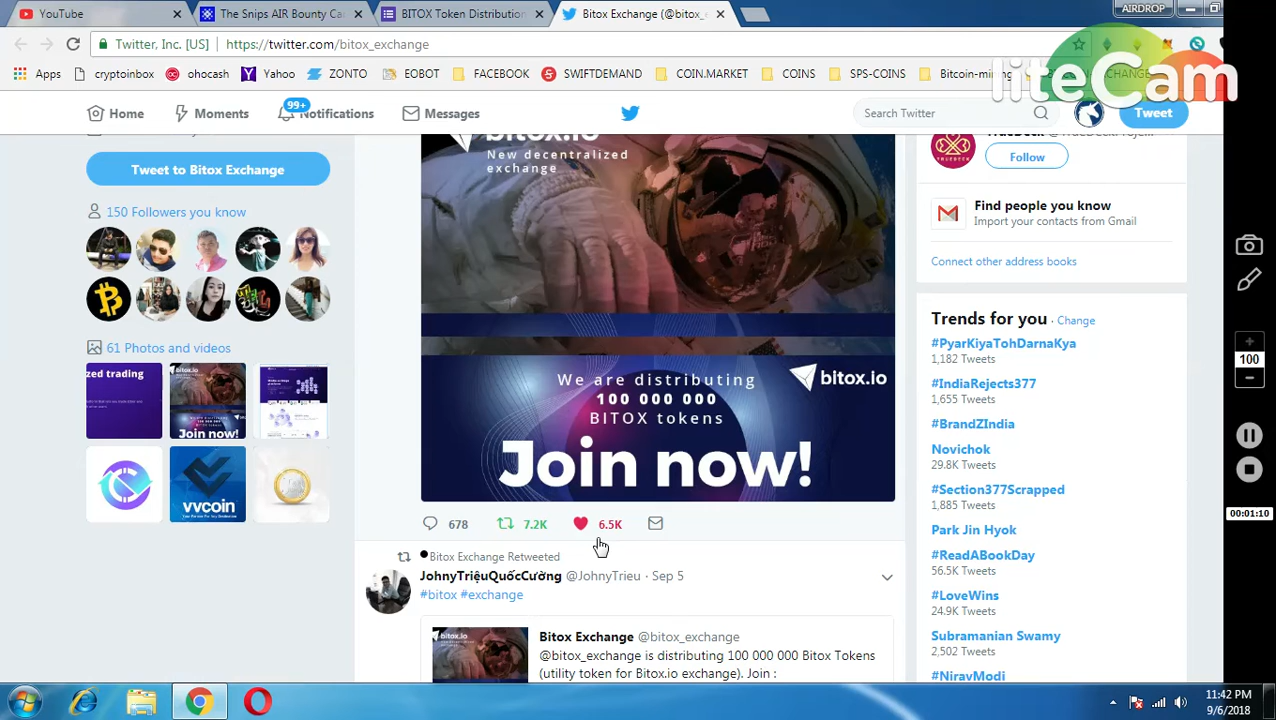 YouTube
The Snips AIR Bounty Ca
BITOX Token Distribution
Bitox Exchange (@bitox_
AIRDROP
Twitter, Inc. [US]
https://twitter.com/bitox_exchange
Apps
cryptoinbox
ohocash
Yahoo
ZONTO
EOBOT
FACEBOOK
SWIFTDEMAND
COIN.MARKET
COINS
SPS-COINS
liteCam
Home
Moments
99+
Notifications
Messages
Search Twitter
Tweet
Tweet to Bitox Exchange
150 Followers you know
61 Photos and videos
zed trading
Join now!
vvcoin
bitox.io
New decentralized
exchange
We are distributing
100 000 000
BITOX tokens
bitox.io
Join now!
678
7.2K
6.5K
Bitox Exchange Retweeted
JohnyTriệuQuốcCường @JohnyTrieu · Sep 5
#bitox #exchange
bitox.io
Bitox Exchange @bitox_exchange
@bitox_exchange is distributing 100 000 000 Bitox Tokens
(utility token for Bitox.io exchange). Join :
Follow
Find people you know
Import your contacts from Gmail
Connect other address books
Trends for you · Change
#PyarKiyaTohDarnaKya
1,182 Tweets
#IndiaRejects377
1,655 Tweets
#BrandZIndia
Novichok
29.8K Tweets
#Section377Scrapped
1,885 Tweets
Park Jin Hyok
#ReadABookDay
56.5K Tweets
#LoveWins
24.9K Tweets
Subramanian Swamy
2,502 Tweets
#NiravModi
100
00:01:10
11:42 PM
9/6/2018